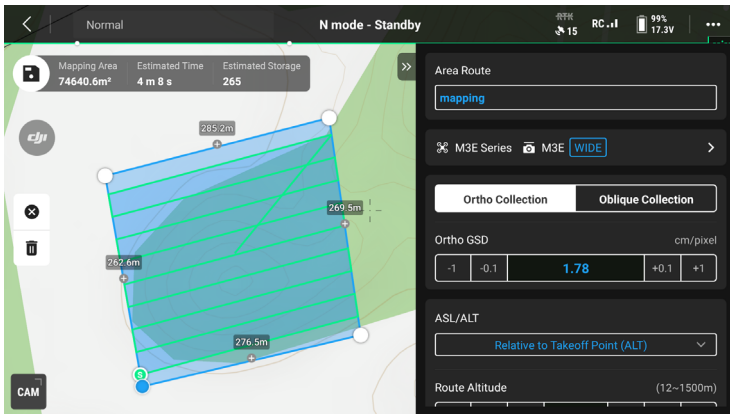 Normal
N mode - Standby
RTK
15
RC
99%
17.3V
Mapping Area
Estimated Time
Estimated Storage
74640.6m²
4 m 8 s
265
dji
285.2m
269.5m
262.6m
276.5m
S
CAM
Area Route
mapping
M3E Series M3E WIDE
Ortho Collection
Oblique Collection
Ortho GSD
cm/pixel
-1
-0.1
1.78
+0.1
+1
ASL/ALT
Relative to Takeoff Point (ALT)
Route Altitude
(12~1500m)